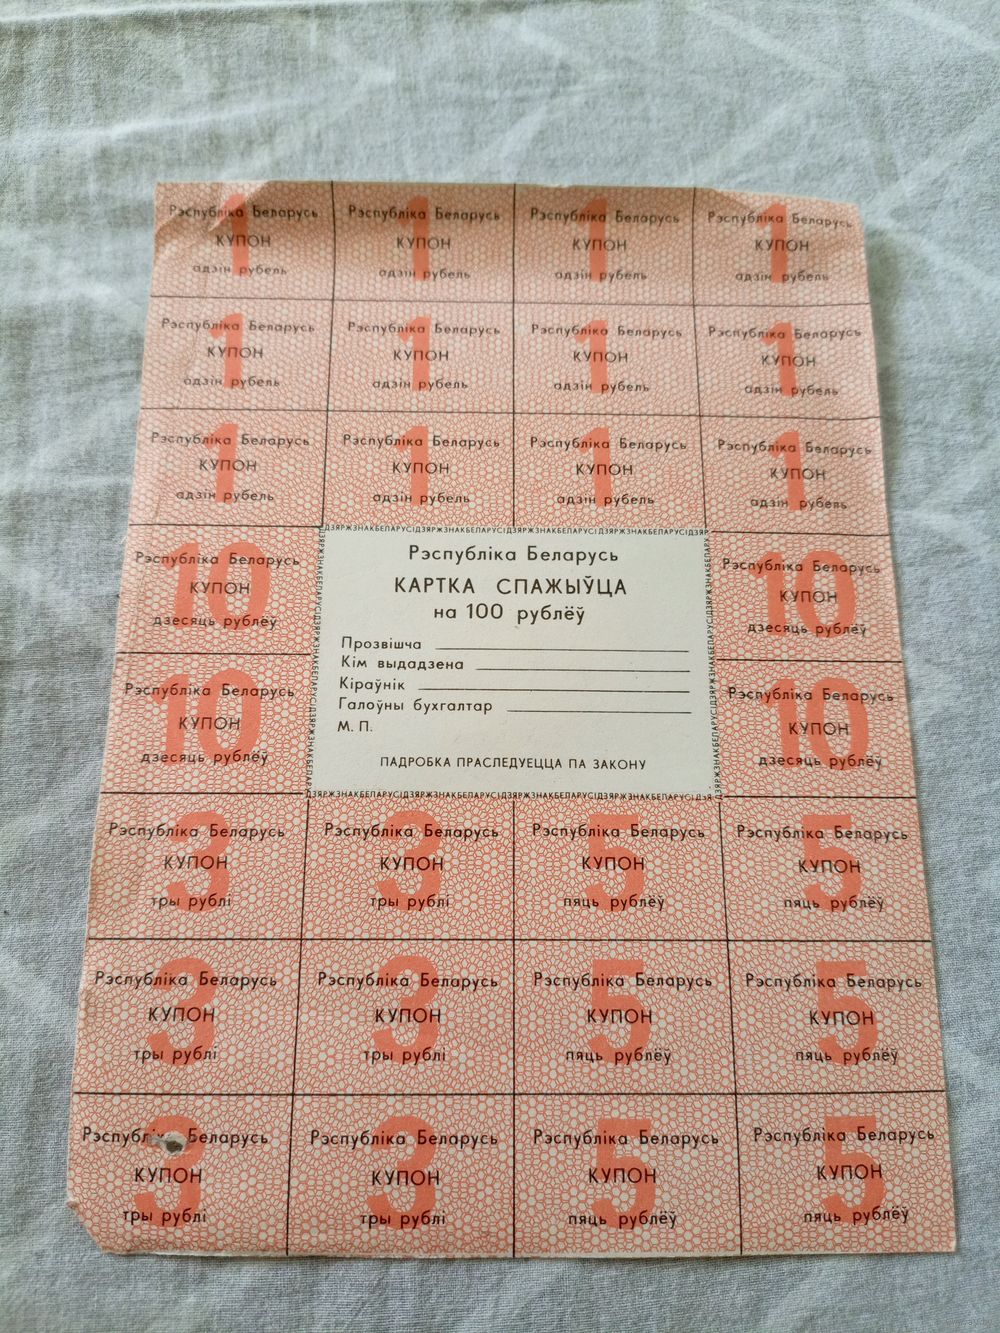 Рэспубліка Беларусь Рэспубліка Беларусь Рэспубліка Беларусь Рэспубліка Беларусь
1 1 1 1
КУПОН КУПОН КУПОН КУПОН
адзін рубель адзін рубель адзін рубель адзін рубель
Рэспубліка Беларусь Рэспубліка Беларусь Рэспубліка Беларусь Рэспубліка Беларусь
1 1 1 1
КУПОН КУПОН КУПОН КУПОН
адзін рубель адзін рубель адзін рубель адзін рубель
Рэспубліка Беларусь Рэспубліка Беларусь Рэспубліка Беларусь Рэспубліка Беларусь
1 1 1 1
КУПОН КУПОН КУПОН КУПОН
адзін рубель адзін рубель адзін рубель адзін рубель
ДЗЯРЖЗНАКБЕЛАРУСІДЗЯРЖЗНАКБЕЛАРУСІДЗЯРЖЗНАКБЕЛАРУСІДЗЯРЖЗНАКБЕЛАРУСІДЗЯРЖ
Рэспубліка Беларусь
10
КУПОН
дзесяць рублёў
Рэспубліка Беларусь
10
КУПОН
дзесяць рублёў
Рэспубліка Беларусь
КАРТКА СПАЖЫЎЦА
на 100 рублёў
Прозвішча
Кім выдадзена
Кіраўнік
Галоўны бухгалтар
М. П.
ПАДРОБКА ПРАСЛЕДУЕЦЦА ПА ЗАКОНУ
Рэспубліка Беларусь
10
КУПОН
дзесяць рублёў
Рэспубліка Беларусь
10
КУПОН
дзесяць рублёў
Рэспубліка Беларусь Рэспубліка Беларусь Рэспубліка Беларусь Рэспубліка Беларусь
3 3 5 5
КУПОН КУПОН КУПОН КУПОН
тры рублі тры рублі пяць рублёў пяць рублёў
Рэспубліка Беларусь Рэспубліка Беларусь Рэспубліка Беларусь Рэспубліка Беларусь
3 3 5 5
КУПОН КУПОН КУПОН КУПОН
тры рублі тры рублі пяць рублёў пяць рублёў
Беларусь Рэспубліка Беларусь Рэспубліка Беларусь Рэспубліка Беларусь
3 3 5 5
КУПОН КУПОН КУПОН КУПОН
тры рублі тры рублі пяць рублёў пяць рублёў